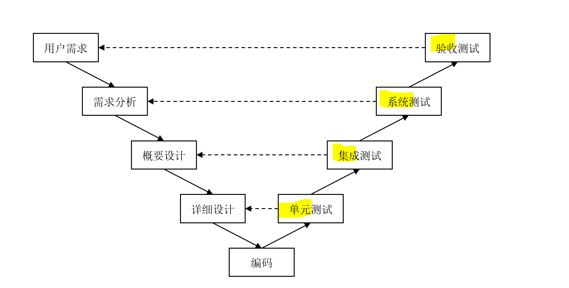 用户需求
验收测试
需求分析
系统测试
概要设计
集成测试
详细设计
单元测试
编码